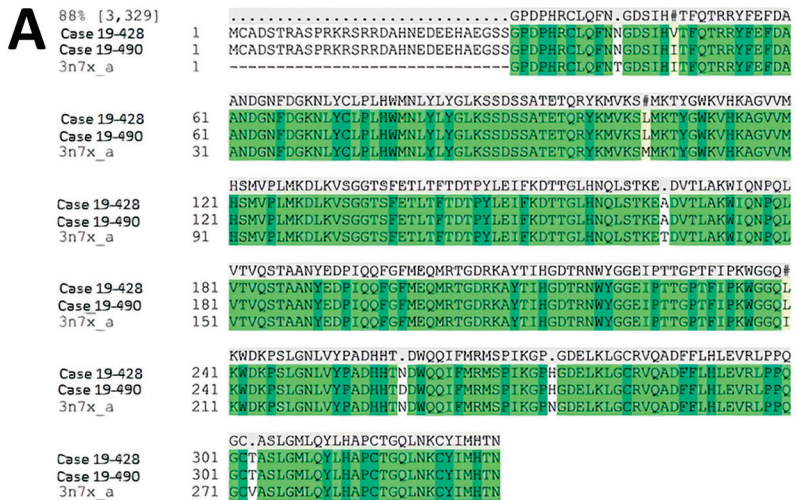 A
88% [3,329] ..............................GPDPHRCLQFN.GDSIH#TFQTRRYFEFDA
Case 19-428 1 MCADSTRASPRKRSRRDAHNEDEEHAEGSSGPDPHRCLQFNNGDSIHVTFQTRRYFEFDA
Case 19-490 1 MCADSTRASPRKRSRRDAHNEDEEHAEGSSGPDPHRCLQFNNGDSIHITFQTRRYFEFDA
3n7x_a 1 ------------------------------GPDPHRCLQFNTGDSIHITFQTRRYFEFDA
ANDGNFDGKNLYCLPLHWMNLYLYGLKSSDSSATETQRYKMVKS#MKTYGWKVHKAGVVM
Case 19-428 61 ANDGNFDGKNLYCLPLHWMNLYLYGLKSSDSSATETQRYKMVKSLMKTYGWKVHKAGVVM
Case 19-490 61 ANDGNFDGKNLYCLPLHWMNLYLYGLKSSDSSATETQRYKMVKSLMKTYGWKVHKAGVVM
3n7x_a 31 ANDGNFDGKNLYCLPLHWMNLYLYGLKSSDSSATETQRYKMVKSMMKTYGWKVHKAGVVM
HSMVPLMKDLKVSGGTSFETLTFTDTPYLEIFKDTTGLHNQLSTKE.DVTLAKWIQNPQL
Case 19-428 121 HSMVPLMKDLKVSGGTSFETLTFTDTPYLEIFKDTTGLHNQLSTKEADVTLAKWIQNPQL
Case 19-490 121 HSMVPLMKDLKVSGGTSFETLTFTDTPYLEIFKDTTGLHNQLSTKEADVTLAKWIQNPQL
3n7x_a 91 HSMVPLMKDLKVSGGTSFETLTFTDTPYLEIFKDTTGLHNQLSTKETDVTLAKWIQNPQL
VTVQSTAANYEDPIQQFGFMEQMRTGDRKAYTIHGDTRNWYGGEIPTTGPTFIPKWGGQ#
Case 19-428 181 VTVQSTAANYEDPIQQFGFMEQMRTGDRKAYTIHGDTRNWYGGEIPTTGPTFIPKWGGQL
Case_19-490 181 VTVQSTAANYEDPIQQFGFMEQMRTGDRKAYTIHGDTRNWYGGEIPTTGPTFIPKWGGQL
3n7x_a 151 VTVQSTAANYEDPIQQFGFMEQMRTGDRKAYTIHGDTRNWYGGEIPTTGPTFIPKWGGQI
KWDKPSLGNLVYPADHHT.DWQQIFMRMSPIKGP.GDELKLGCRVQADFFLHLEVRLPPQ
Case 19-428 241 KWDKPSLGNLVYPADHHTNDWQQIFMRMSPIKGPHGDELKLGCRVQADFFLHLEVRLPPQ
Case 19-490 241 KWDKPSLGNLVYPADHHTDDWQQIFMRMSPIKGPHGDELKLGCRVQADFFLHLEVRLPPQ
3n7x_a 211 KWDKPSLGNLVYPADHHTNDWQQIFMRMSPIKGPNGDELKLGCRVQADFFLHLEVRLPPQ
GC.ASLGMLQYLHAPCTGQLNKCYIMHTN
Case 19-428 301 GCTASLGMLQYLHAPCTGQLNKCYIMHTN
Case 19-490 301 GCTASLGMLQYLHAPCTGQLNKCYIMHTN
3n7x_a 271 GCVASLGMLQYLHAPCTGQLNKCYIMHTN